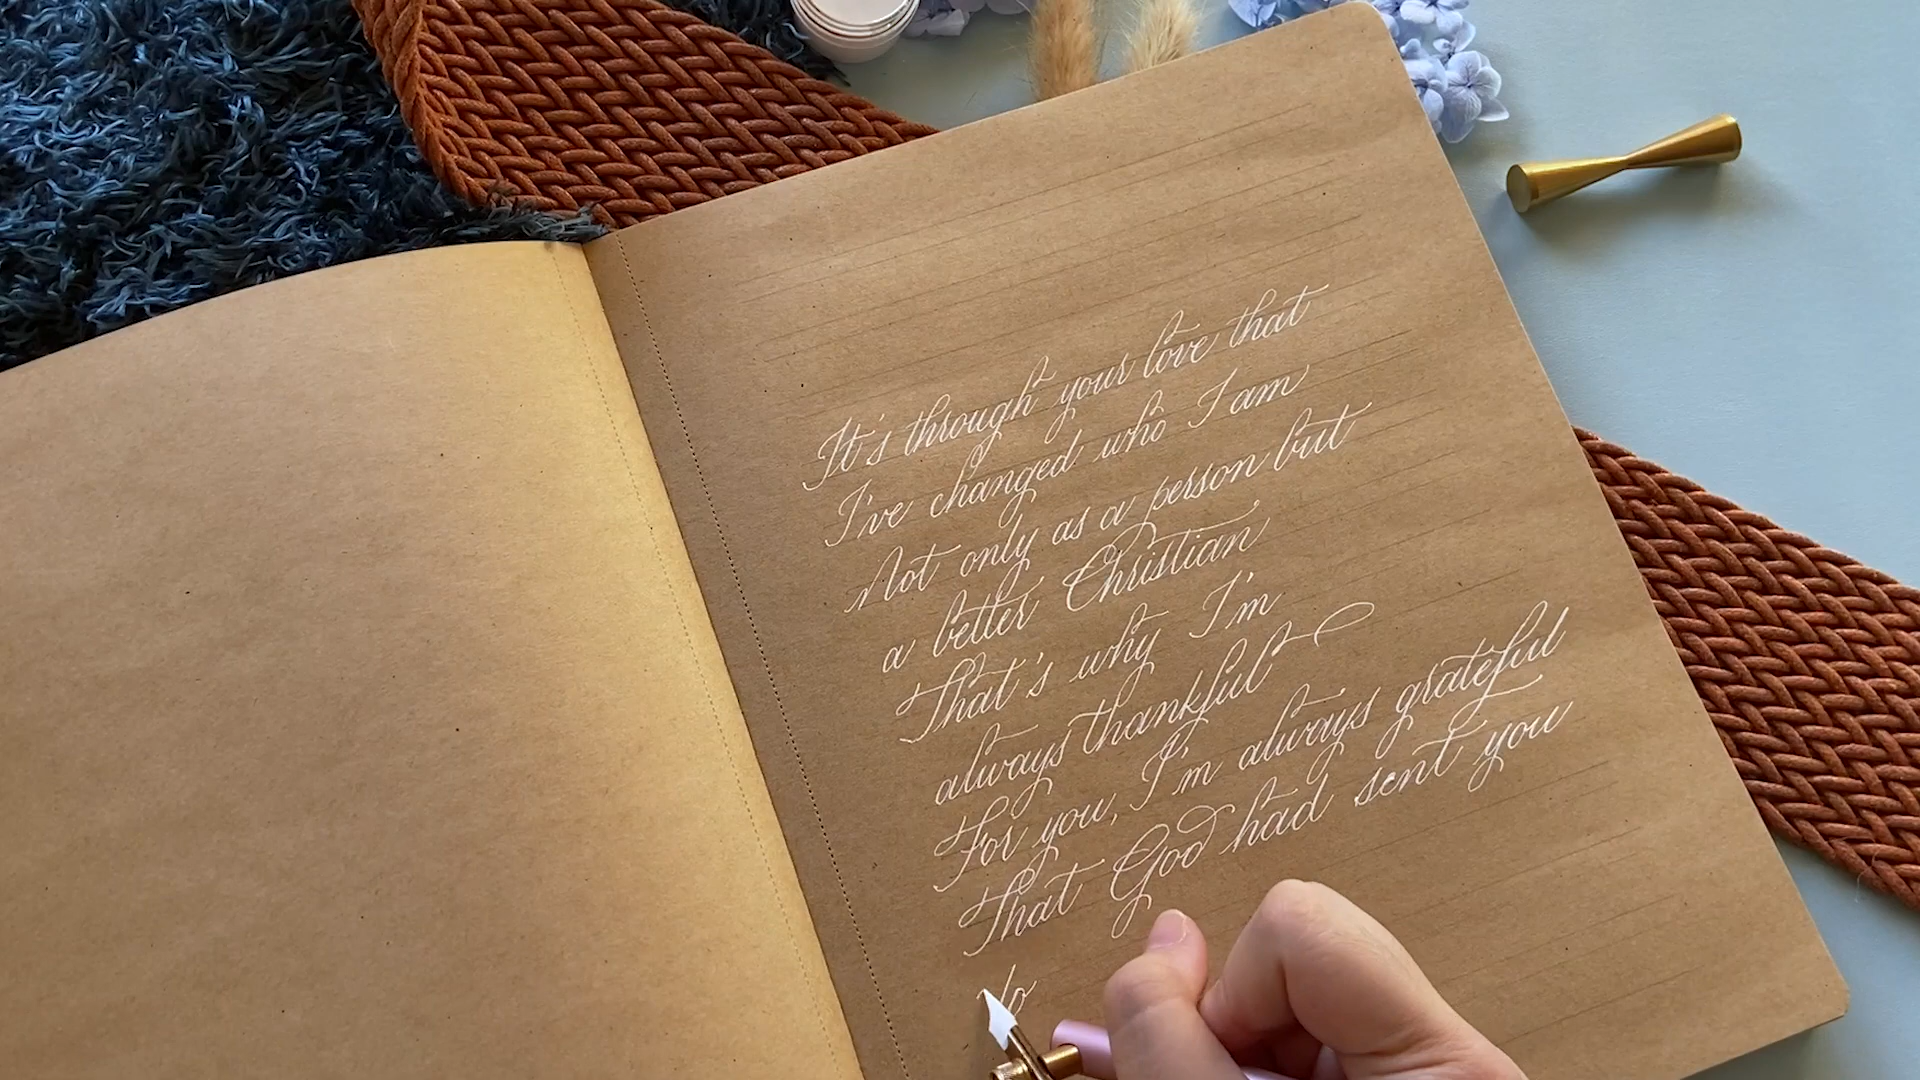 It's through your love that
I've changed who I am
Not only as a person but
a better Christian
That's why I'm
always thankful
For you, I'm always grateful
That God had sent you
to